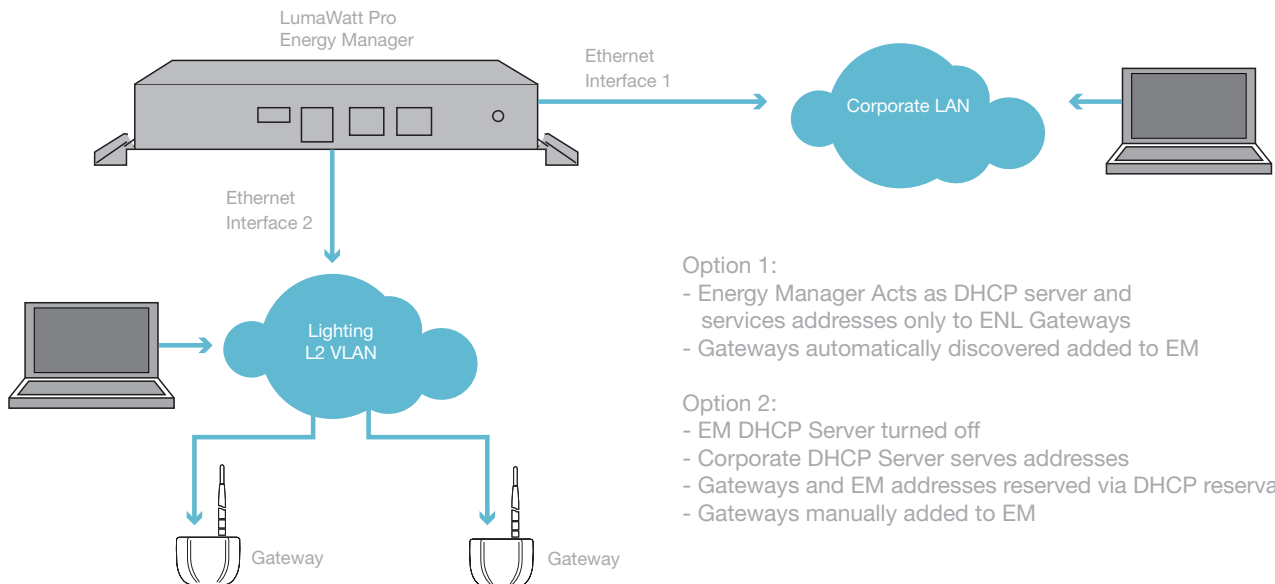 LumaWatt Pro
Energy Manager
Ethernet
Interface 1
Corporate LAN
Ethernet
Interface 2
Lighting
L2 VLAN
Option 1:
- Energy Manager Acts as DHCP server and
services addresses only to ENL Gateways
- Gateways automatically discovered added to EM
Option 2:
- EM DHCP Server turned off
- Corporate DHCP Server serves addresses
- Gateways and EM addresses reserved via DHCP reserva
- Gateways manually added to EM
Gateway
Gateway